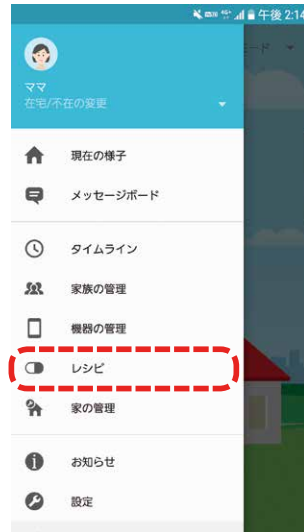 午後 2:14
ード
ママ
在宅/不在の変更
現在の様子
メッセージボード
タイムライン
家族の管理
機器の管理
レシピ
家の管理
お知らせ
設定